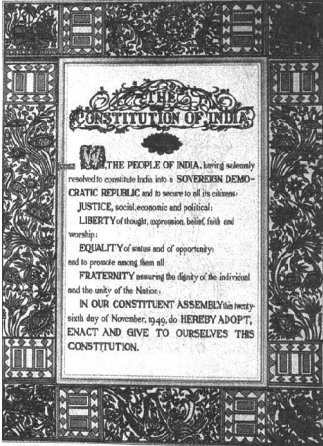 THE
CONSTITUTION OF INDIA
WE, THE PEOPLE OF INDIA, having solemnly
resolved to constitute India into a SOVEREIGN DEMO-
CRATIC REPUBLIC and to secure to all its citizens:
JUSTICE, social, economic and political;
LIBERTY of thought, expression, belief, faith and
worship;
EQUALITY of status and of opportunity;
and to promote among them all
FRATERNITY assuring the dignity of the individual
and the unity of the Nation;
IN OUR CONSTITUENT ASSEMBLY this twenty-
sixth day of November, 1949, do HEREBY ADOPT,
ENACT AND GIVE TO OURSELVES THIS
CONSTITUTION.